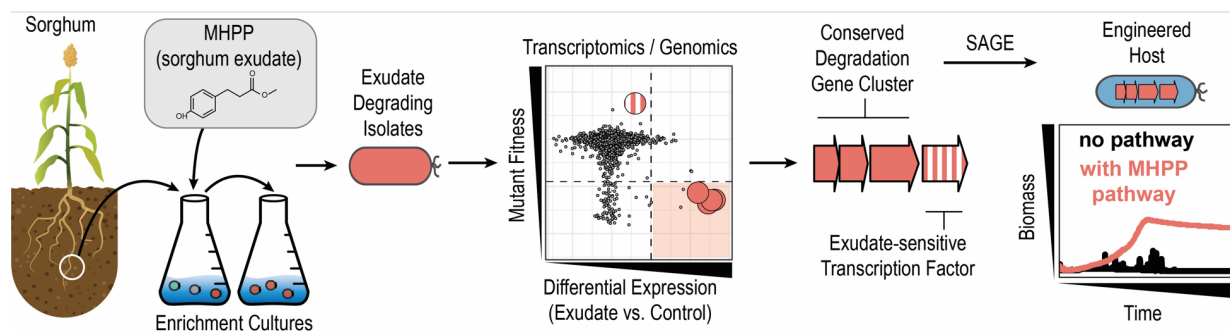 Sorghum
MHPP
(sorghum exudate)
O
O
OH
Enrichment Cultures
Exudate
Degrading
Isolates
Transcriptomics / Genomics
Mutant Fitness
Differential Expression
(Exudate vs. Control)
Conserved
Degradation
Gene Cluster
Exudate-sensitive
Transcription Factor
SAGE
Engineered
Host
no pathway
with MHPP
pathway
Biomass
Time